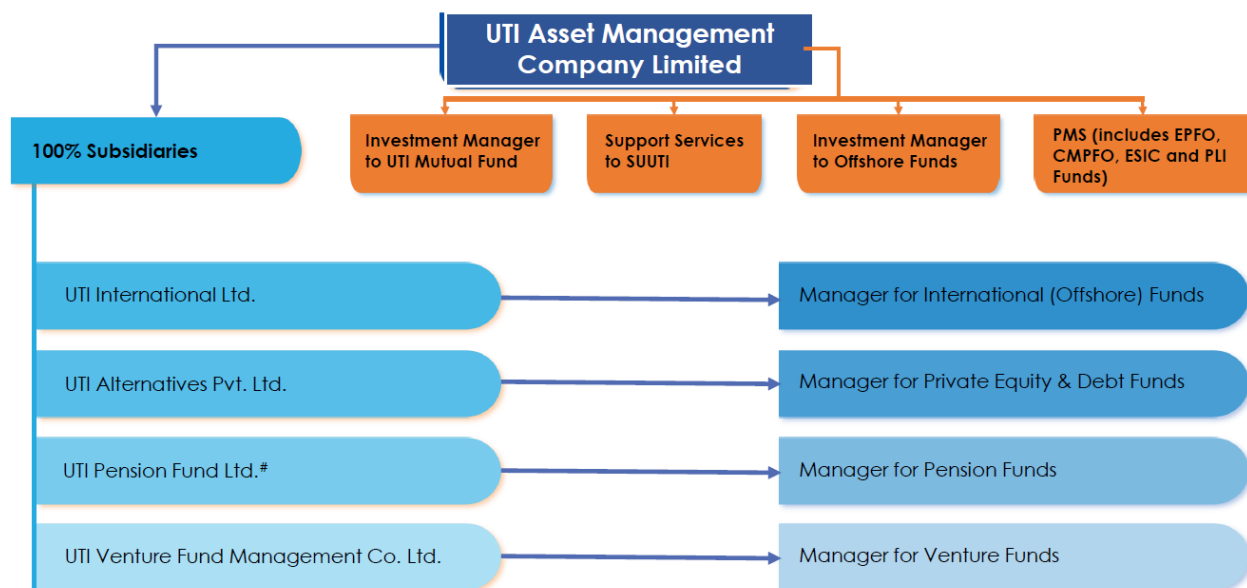 UTI Asset Management
Company Limited
100% Subsidiaries
Investment Manager
to UTI Mutual Fund
Support Services
to SUUTI
Investment Manager
to Offshore Funds
PMS (includes EPFO,
CMPFO, ESIC and PLI
Funds)
UTI International Ltd.
Manager for International (Offshore) Funds
UTI Alternatives Pvt. Ltd.
Manager for Private Equity & Debt Funds
UTI Pension Fund Ltd.#
Manager for Pension Funds
UTI Venture Fund Management Co. Ltd.
Manager for Venture Funds